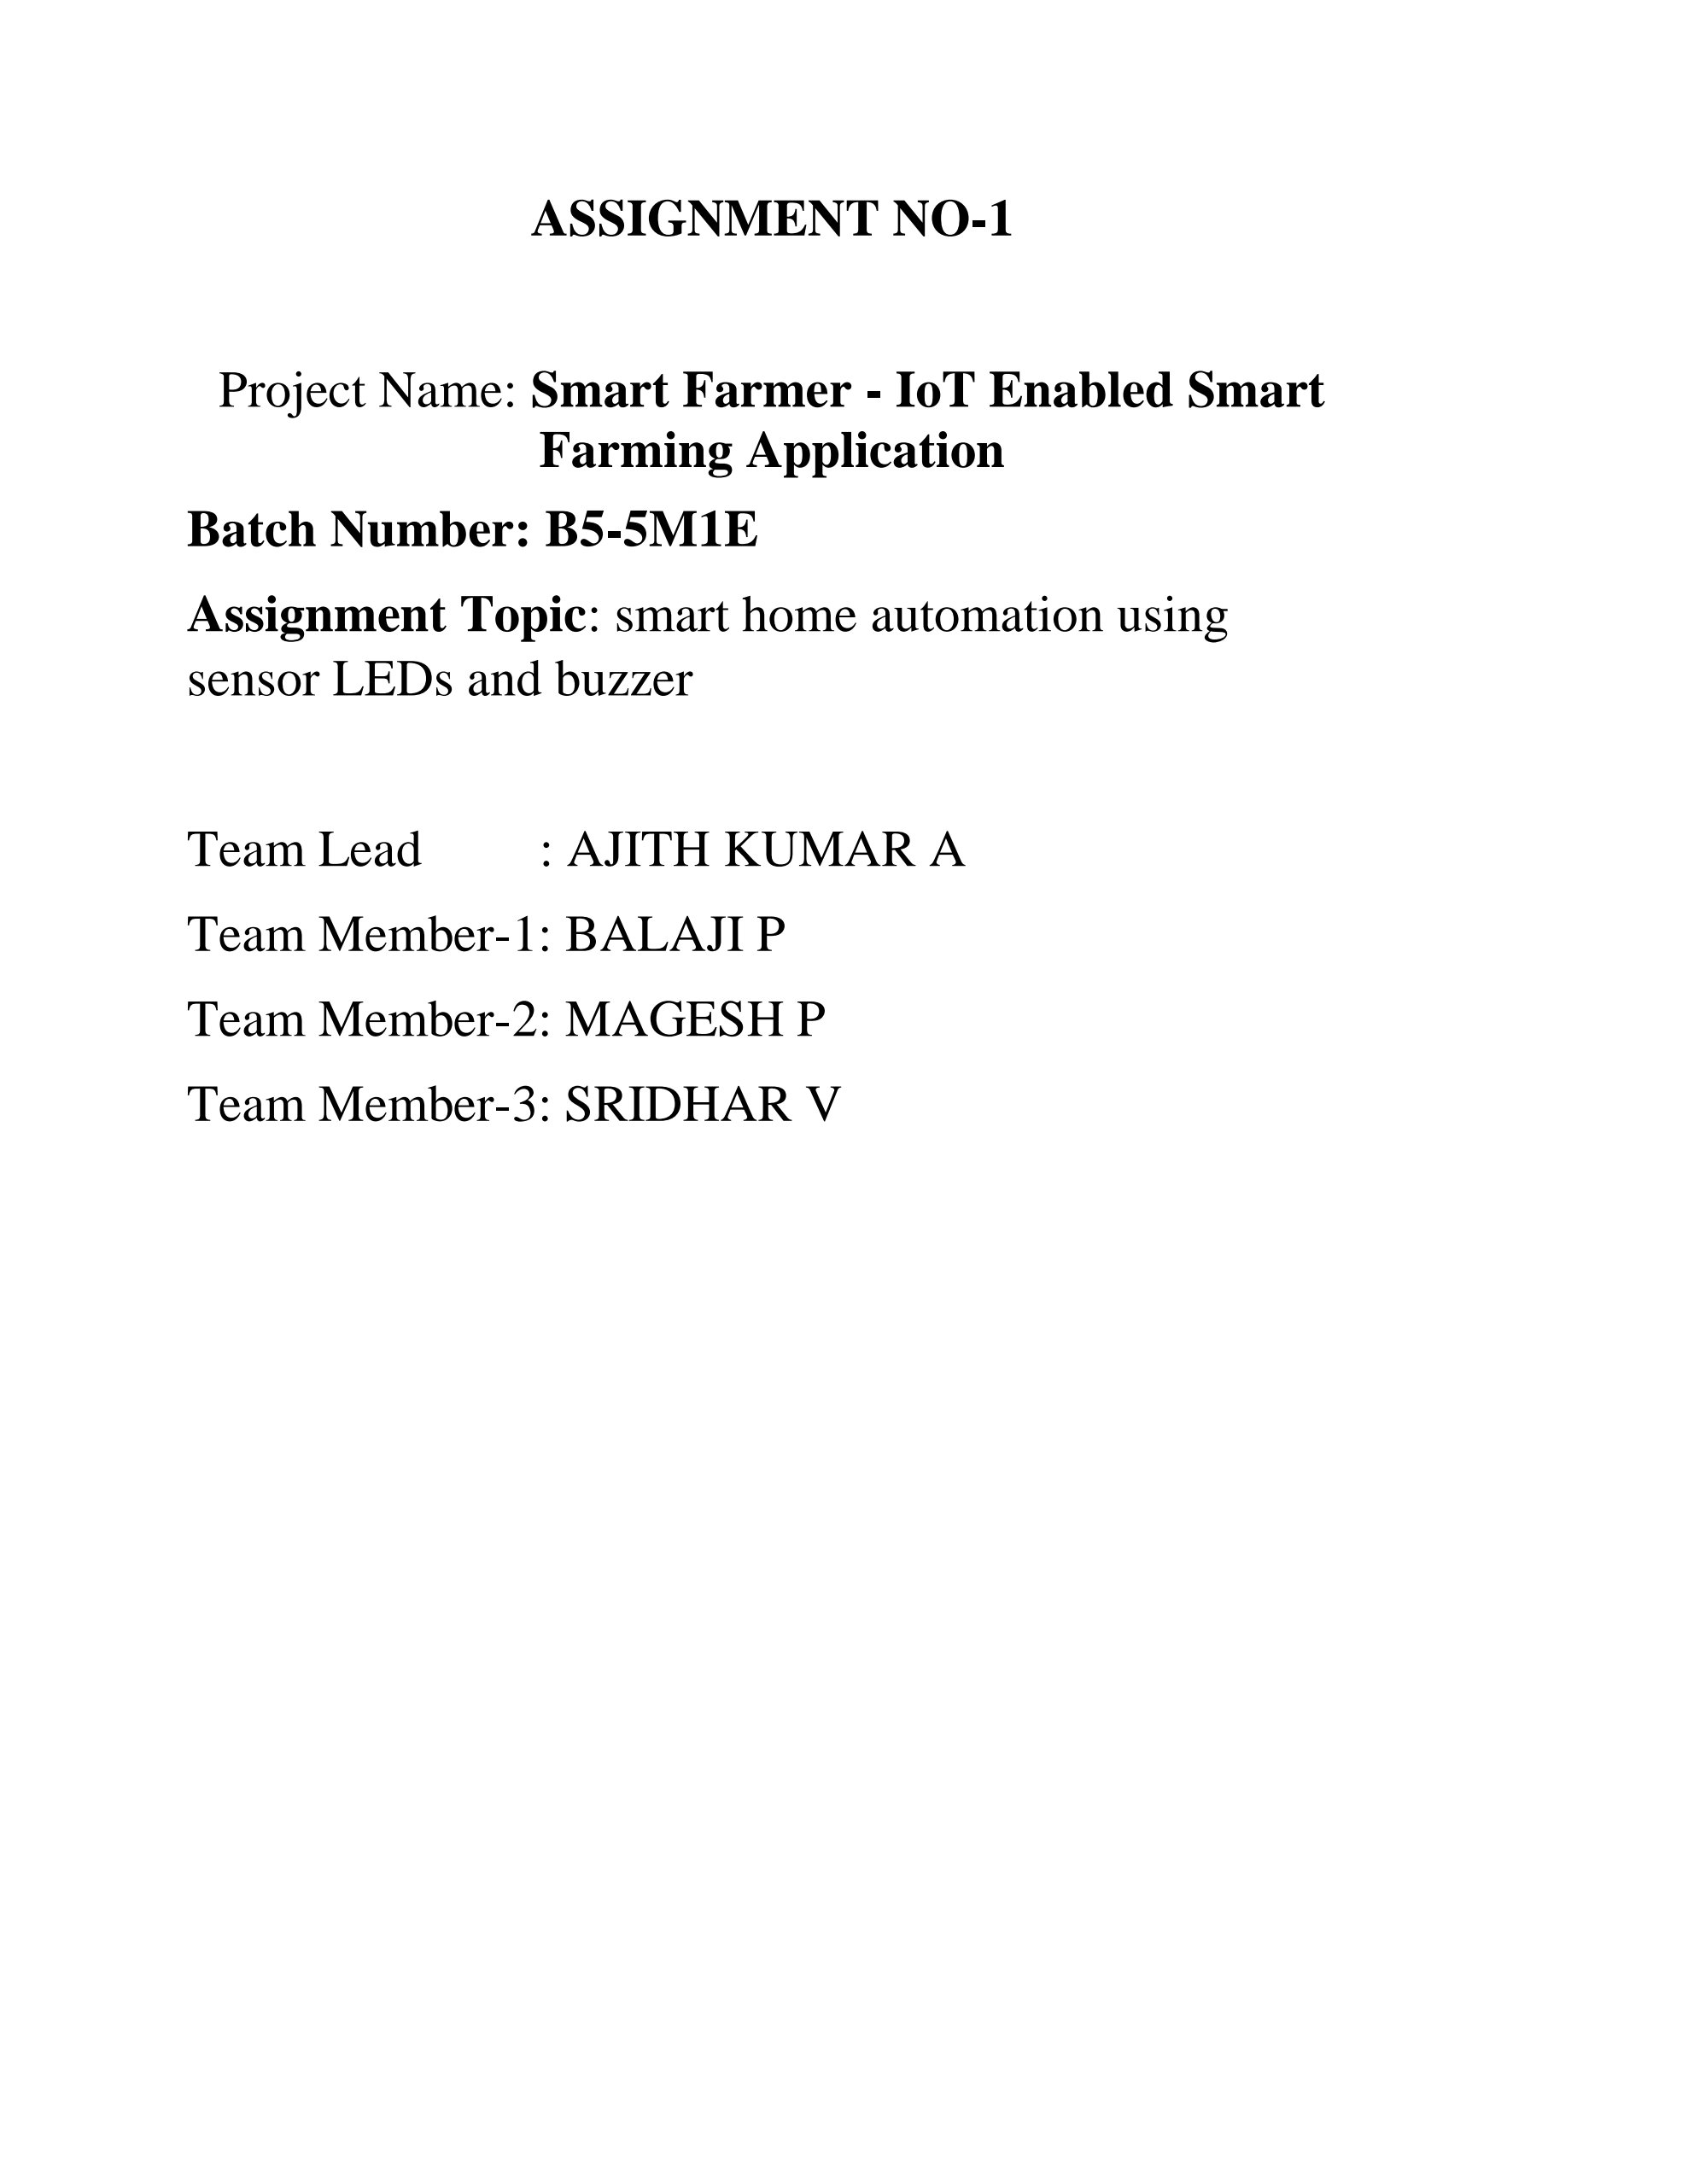 ASSIGNMENT NO-1
Project Name: Smart Farmer - IoT Enabled Smart
Farming Application
Batch Number: B5-5M1E
Assignment Topic: smart home automation using
sensor LEDs and buzzer
Team Lead : AJITH KUMAR A
Team Member-1: BALAJI P
Team Member-2: MAGESH P
Team Member-3: SRIDHAR V